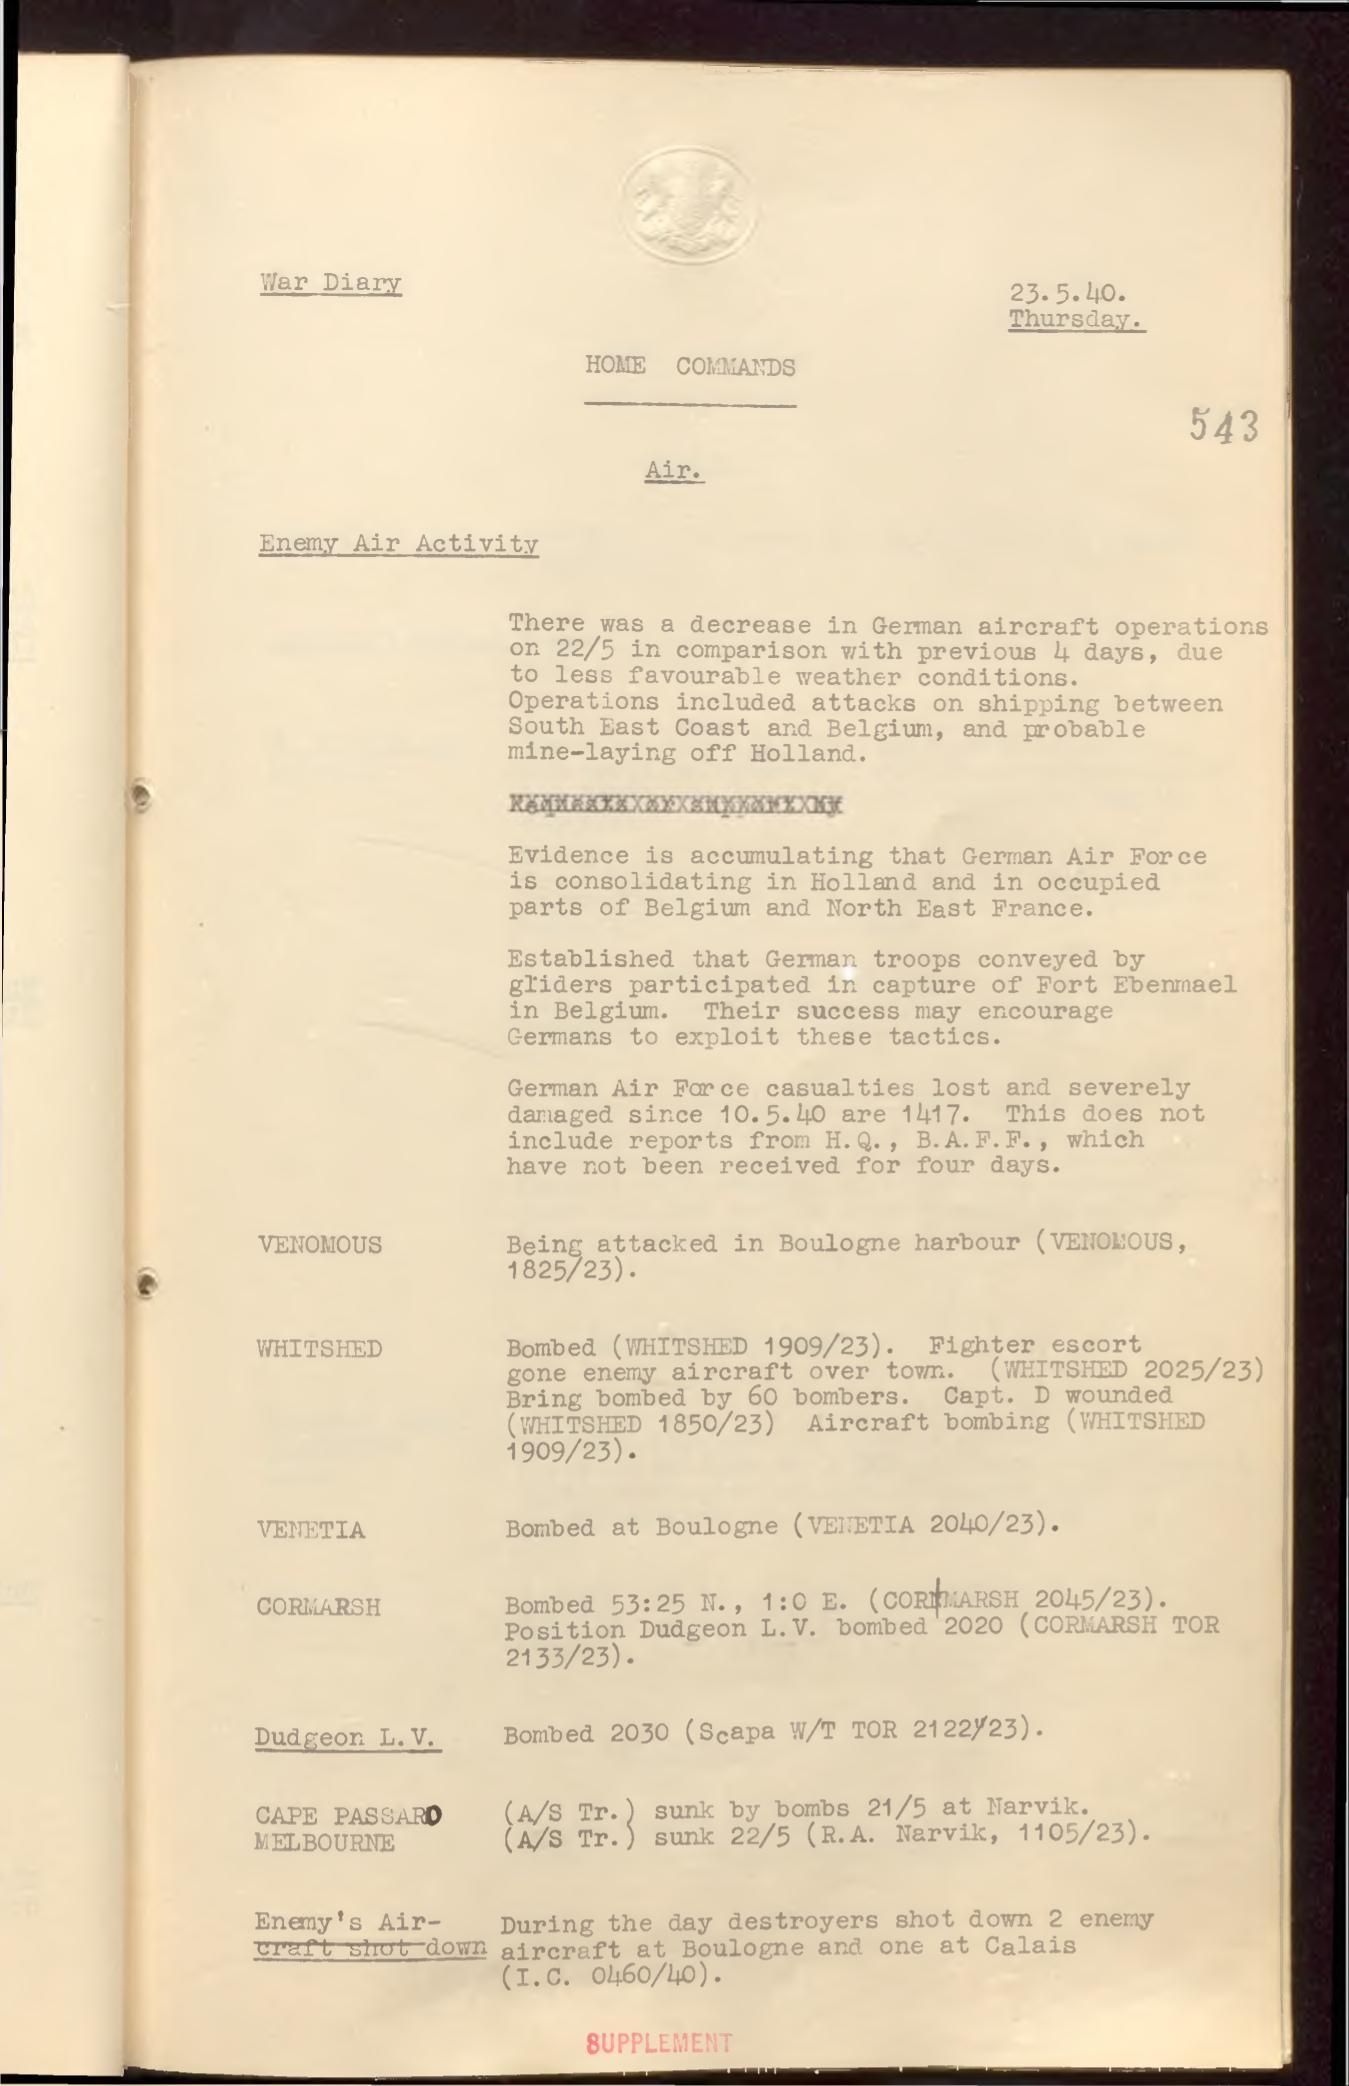 War Diary
23.5.40.
Thursday.
HOME COMMANDS
543
Air.
Enemy Air Activity
There was a decrease in German aircraft operations
on 22/5 in comparison with previous 4 days, due
to less favourable weather conditions.
Operations included attacks on shipping between
South East Coast and Belgium, and probable
mine-laying off Holland.
Evidence is accumulating that German Air Force
is consolidating in Holland and in occupied
parts of Belgium and North East France.
Established that German troops conveyed by
gliders participated in capture of Fort Ebenmael
in Belgium. Their success may encourage
Germans to exploit these tactics.
German Air Force casualties lost and severely
damaged since 10.5.40 are 1417. This does not
include reports from H.Q., B.A.F.F., which
have not been received for four days.
VENOMOUS Being attacked in Boulogne harbour (VENOMOUS,
1825/23).
WHITSHED Bombed (WHITSHED 1909/23). Fighter escort
gone enemy aircraft over town. (WHITSHED 2025/23)
Bring bombed by 60 bombers. Capt. D wounded
(WHITSHED 1850/23) Aircraft bombing (WHITSHED
1909/23).
VENETIA Bombed at Boulogne (VENETIA 2040/23).
CORMARSH Bombed 53:25 N., 1:0 E. (CORMARSH 2045/23).
Position Dudgeon L.V. bombed 2020 (CORMARSH TOR
2133/23).
Dudgeon L.V. Bombed 2030 (Scapa W/T TOR 2122/23).
CAPE PASSARO (A/S Tr.) sunk by bombs 21/5 at Narvik.
MELBOURNE (A/S Tr.) sunk 22/5 (R.A. Narvik, 1105/23).
Enemy's Air- During the day destroyers shot down 2 enemy
craft shot down aircraft at Boulogne and one at Calais
(I.C. 0460/40).
SUPPLEMENT